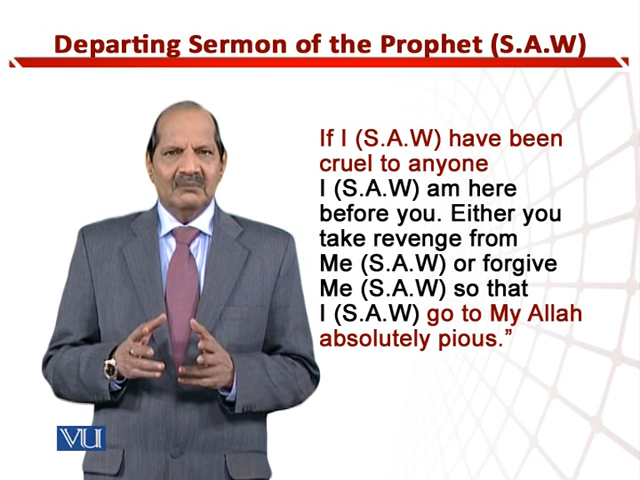 Departing Sermon of the Prophet (S.A.W)
If I (S.A.W) have been
cruel to anyone
I (S.A.W) am here
before you. Either you
take revenge from
Me (S.A.W) or forgive
Me (S.A.W) so that
I (S.A.W) go to My Allah
absolutely pious.”
VU